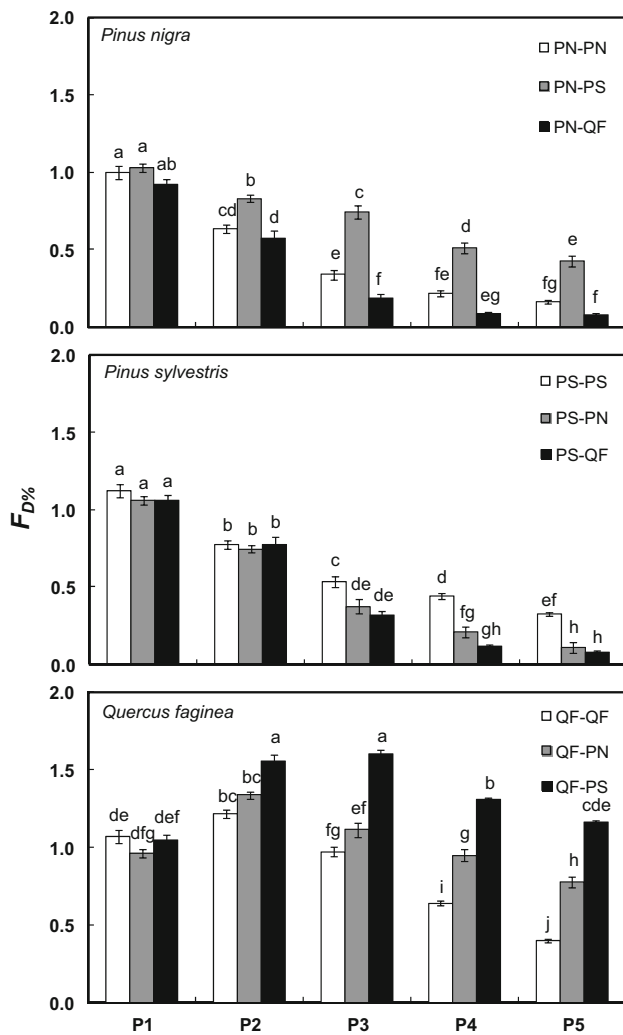 2.0
Pinus nigra
PN-PN
1.5
PN-PS
PN-QF
a a ab
1.0
b
cd d
c
d
e
0.5
e f
fe eg
fg f
0.0
2.0
Pinus sylvestris
PS-PS
1.5
PS-PN
PS-QF
a a a
1.0
b b b
c
de de
d
fg gh
ef
h h
0.5
0.0
F_D%
2.0
Quercus faginea
QF-QF
QF-PN
QF-PS
1.5
a
a
bc bc
b
de dfg def
fg ef
cde
1.0
g
h
i
0.5
j
0.0
P1 P2 P3 P4 P5